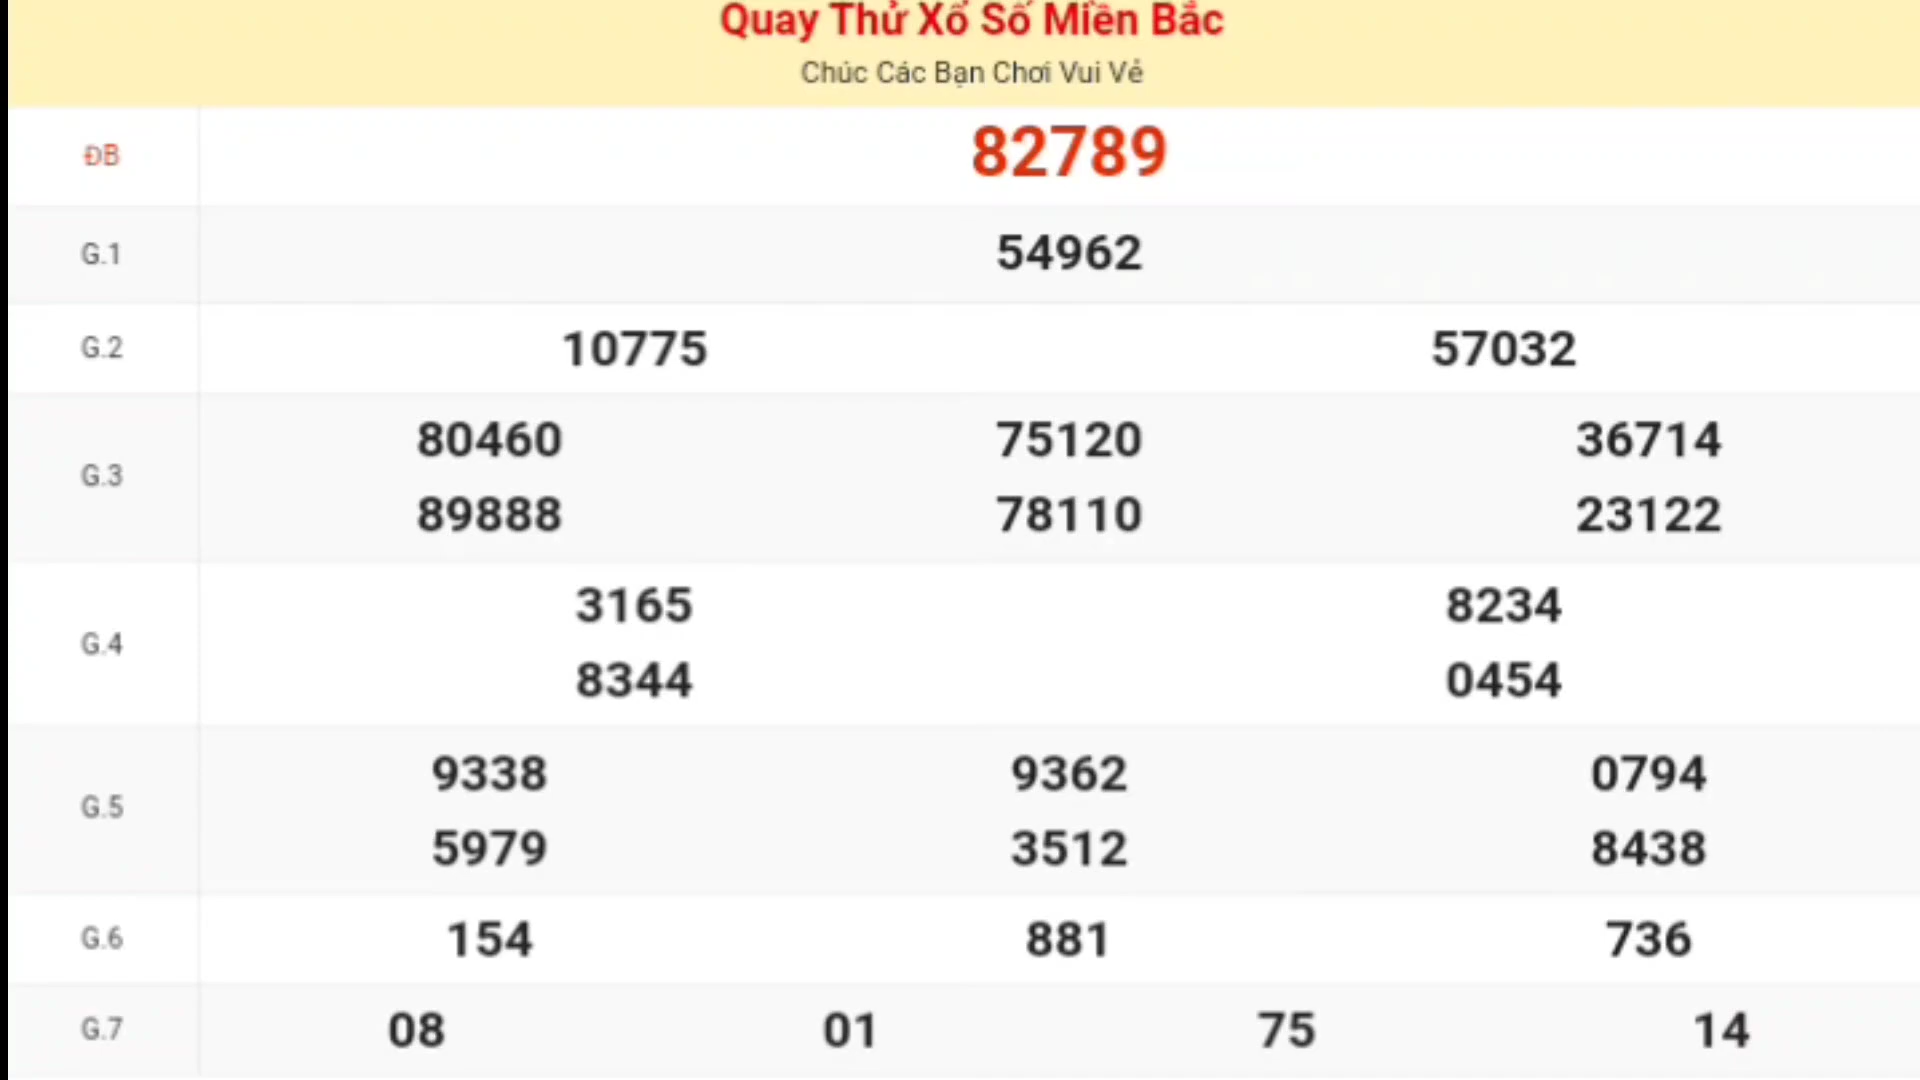 Quay Thử Xổ Số Miền Bắc
Chúc Các Bạn Chơi Vui Vẻ
ĐB 82789
G.1 54962
G.2 10775 57032
G.3 80460 75120 36714
89888 78110 23122
G.4 3165 8234
8344 0454
G.5 9338 9362 0794
5979 3512 8438
G.6 154 881 736
G.7 08 01 75 14